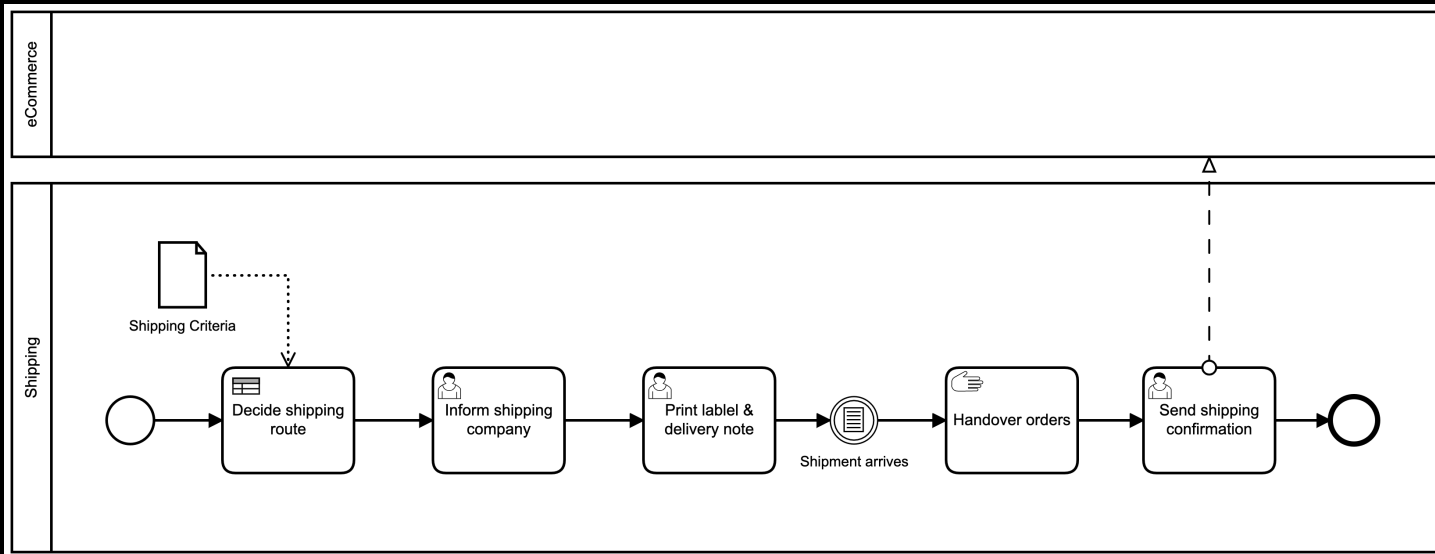 eCommerce
Shipping
Shipping Criteria
Decide shipping
route
Inform shipping
company
Print lablel &
delivery note
Shipment arrives
Handover orders
Send shipping
confirmation